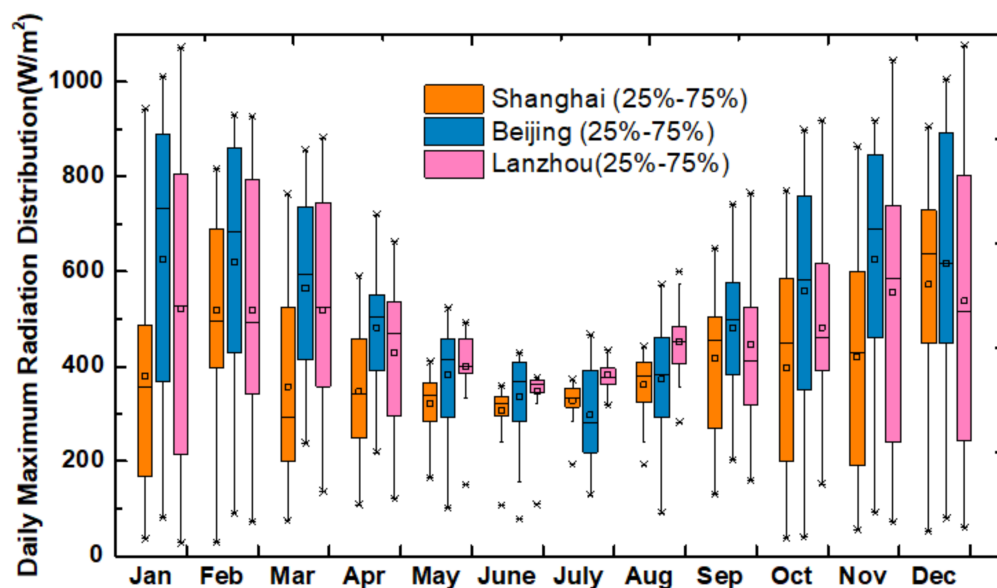 Daily Maximum Radiation Distribution(W/m²)
1000
800
600
400
200
0
Shanghai (25%-75%)
Beijing (25%-75%)
Lanzhou(25%-75%)
Jan Feb Mar Apr May June July Aug Sep Oct Nov Dec